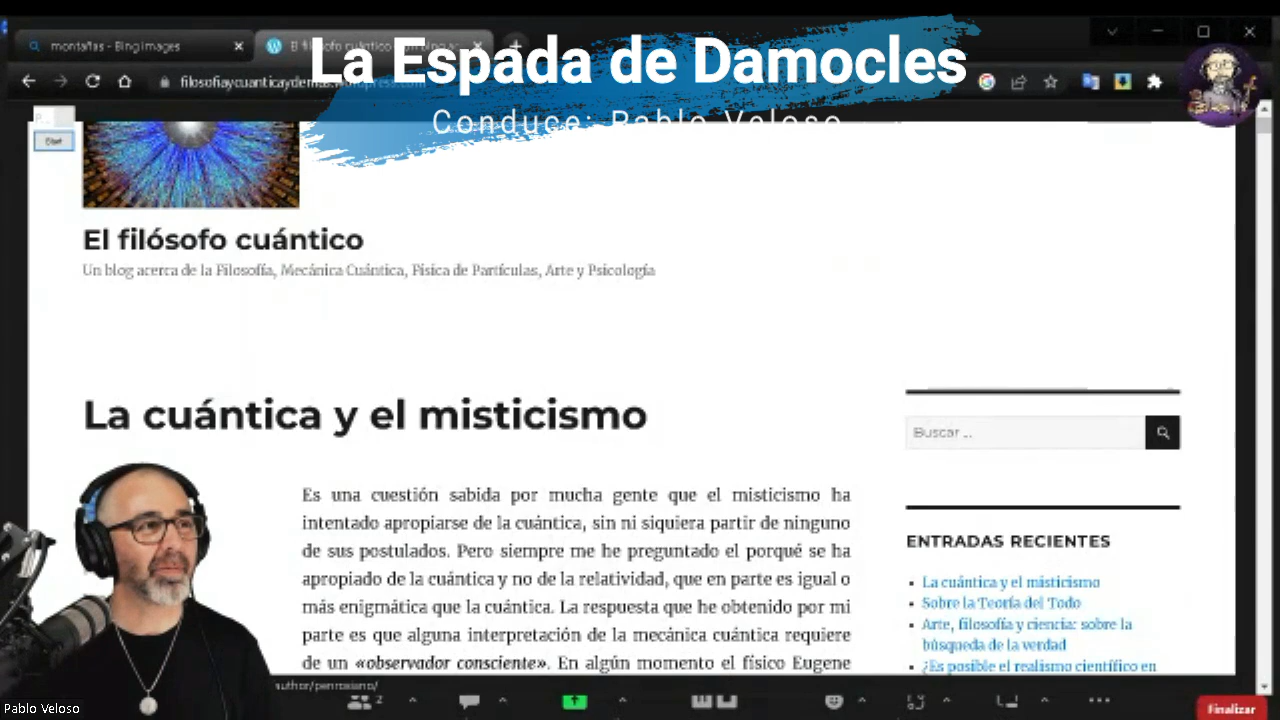 montañas - Bing images
La Espada de Damocles
filosofiaycuanticaydemas.wordpress.com
Conduce: Pablo Veloso
Start
El filósofo cuántico
Un blog acerca de la Filosofía, Mecánica Cuántica, Física de Partículas, Arte y Psicología
La cuántica y el misticismo
Buscar ...
Es una cuestión sabida por mucha gente que el misticismo ha
intentado apropiarse de la cuántica, sin ni siquiera partir de ninguno
de sus postulados. Pero siempre me he preguntado el porqué se ha
apropiado de la cuántica y no de la relatividad, que en parte es igual o
más enigmática que la cuántica. La respuesta que he obtenido por mi
parte es que alguna interpretación de la mecánica cuántica requiere
de un «observador consciente». En algún momento el físico Eugene
ENTRADAS RECIENTES
La cuántica y el misticismo
Sobre la Teoría del Todo
Arte, filosofía y ciencia: sobre la
búsqueda de la verdad
¿Es posible el realismo científico en
author/penrosiano/
2
Pablo Veloso
Finalizar